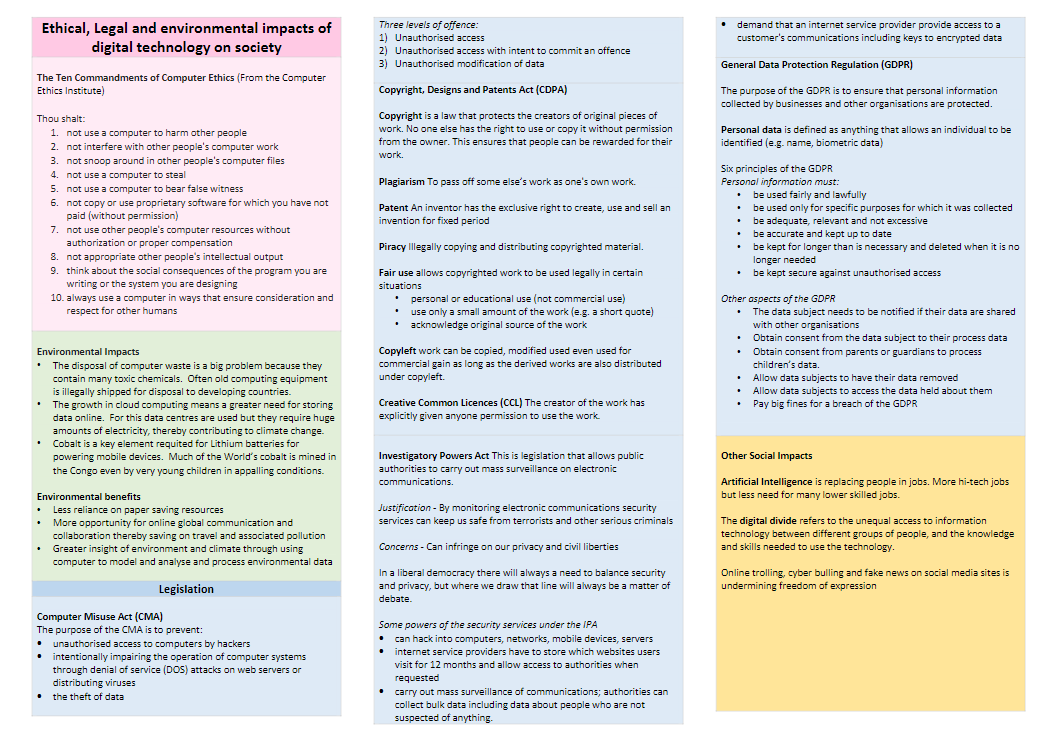 Ethical, Legal and environmental impacts of
digital technology on society
The Ten Commandments of Computer Ethics (From the Computer
Ethics Institute)
Thou shalt:
1. not use a computer to harm other people
2. not interfere with other people's computer work
3. not snoop around in other people's computer files
4. not use a computer to steal
5. not use a computer to bear false witness
6. not copy or use proprietary software for which you have not
paid (without permission)
7. not use other people's computer resources without
authorization or proper compensation
8. not appropriate other people's intellectual output
9. think about the social consequences of the program you are
writing or the system you are designing
10. always use a computer in ways that ensure consideration and
respect for other humans
Environmental Impacts
• The disposal of computer waste is a big problem because they
contain many toxic chemicals. Often old computing equipment
is illegally shipped for disposal to developing countries.
• The growth in cloud computing means a greater need for storing
data online. For this data centres are used but they require huge
amounts of electricity, thereby contributing to climate change.
• Cobalt is a key element requited for Lithium batteries for
powering mobile devices. Much of the World's cobalt is mined in
the Congo even by very young children in appalling conditions.
Environmental benefits
• Less reliance on paper saving resources
• More opportunity for online global communication and
collaboration thereby saving on travel and associated pollution
• Greater insight of environment and climate through using
computer to model and analyse and process environmental data
Legislation
Computer Misuse Act (CMA)
The purpose of the CMA is to prevent:
• unauthorised access to computers by hackers
• intentionally impairing the operation of computer systems
through denial of service (DOS) attacks on web servers or
distributing viruses
• the theft of data
Three levels of offence:
1) Unauthorised access
2) Unauthorised access with intent to commit an offence
3) Unauthorised modification of data
Copyright, Designs and Patents Act (CDPA)
Copyright is a law that protects the creators of original pieces of
work. No one else has the right to use or copy it without permission
from the owner. This ensures that people can be rewarded for their
work.
Plagiarism To pass off some else's work as one's own work.
Patent An inventor has the exclusive right to create, use and sell an
invention for fixed period
Piracy Illegally copying and distributing copyrighted material.
Fair use allows copyrighted work to be used legally in certain
situations
• personal or educational use (not commercial use)
• use only a small amount of the work (e.g. a short quote)
• acknowledge original source of the work
Copyleft work can be copied, modified used even used for
commercial gain as long as the derived works are also distributed
under copyleft.
Creative Common Licences (CCL) The creator of the work has
explicitly given anyone permission to use the work.
Investigatory Powers Act This is legislation that allows public
authorities to carry out mass surveillance on electronic
communications.
Justification - By monitoring electronic communications security
services can keep us safe from terrorists and other serious criminals
Concerns - Can infringe on our privacy and civil liberties
In a liberal democracy there will always a need to balance security
and privacy, but where we draw that line will always be a matter of
debate.
Some powers of the security services under the IPA
• can hack into computers, networks, mobile devices, servers
• internet service providers have to store which websites users
visit for 12 months and allow access to authorities when
requested
• carry out mass surveillance of communications; authorities can
collect bulk data including data about people who are not
suspected of anything.
• demand that an internet service provider provide access to a
customer's communications including keys to encrypted data
General Data Protection Regulation (GDPR)
The purpose of the GDPR is to ensure that personal information
collected by businesses and other organisations are protected.
Personal data is defined as anything that allows an individual to be
identified (e.g. name, biometric data)
Six principles of the GDPR
Personal information must:
• be used fairly and lawfully
• be used only for specific purposes for which it was collected
• be adequate, relevant and not excessive
• be accurate and kept up to date
• be kept for longer than is necessary and deleted when it is no
longer needed
• be kept secure against unauthorised access
Other aspects of the GDPR
• The data subject needs to be notified if their data are shared
with other organisations
• Obtain consent from the data subject to their process data
• Obtain consent from parents or guardians to process
children's data.
• Allow data subjects to have their data removed
• Allow data subjects to access the data held about them
• Pay big fines for a breach of the GDPR
Other Social Impacts
Artificial Intelligence is replacing people in jobs. More hi-tech jobs
but less need for many lower skilled jobs.
The digital divide refers to the unequal access to information
technology between different groups of people, and the knowledge
and skills needed to use the technology.
Online trolling, cyber bulling and fake news on social media sites is
undermining freedom of expression